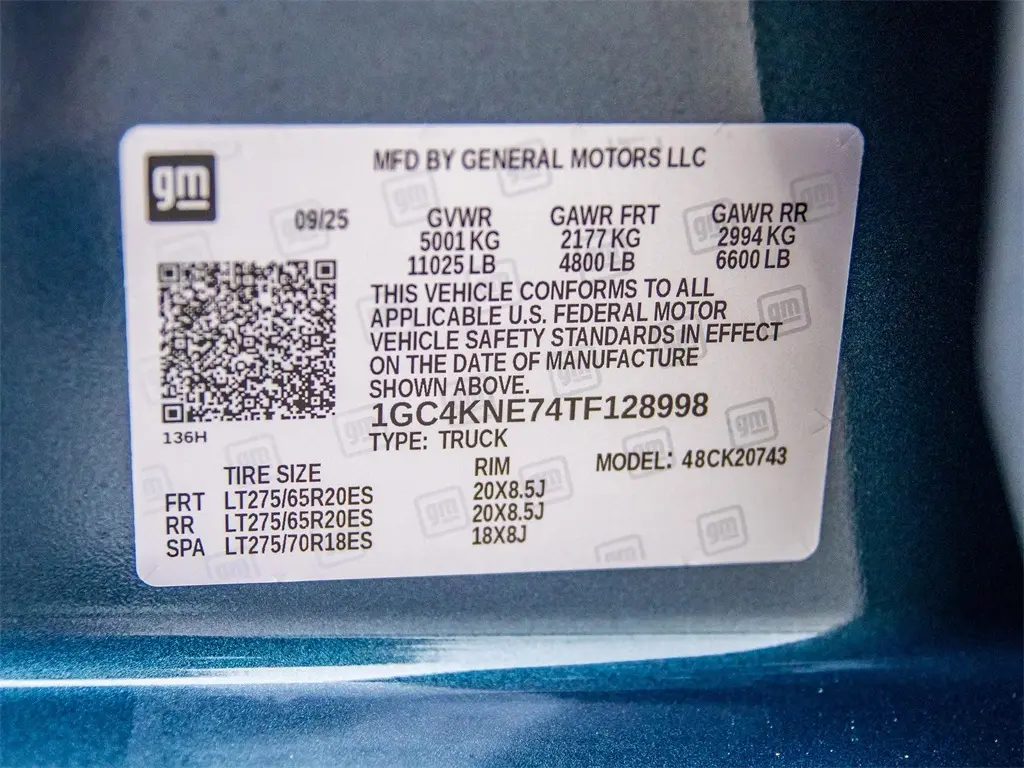 gm
MFD BY GENERAL MOTORS LLC
09/25 GVWR GAWR FRT GAWR RR
5001 KG 2177 KG 2994 KG
11025 LB 4800 LB 6600 LB
THIS VEHICLE CONFORMS TO ALL
APPLICABLE U.S. FEDERAL MOTOR
VEHICLE SAFETY STANDARDS IN EFFECT
ON THE DATE OF MANUFACTURE
SHOWN ABOVE.
1GC4KNE74TF128998
136H
TYPE: TRUCK
TIRE SIZE RIM MODEL: 48CK20743
FRT LT275/65R20ES 20X8.5J
RR LT275/65R20ES 20X8.5J
SPA LT275/70R18ES 18X8J